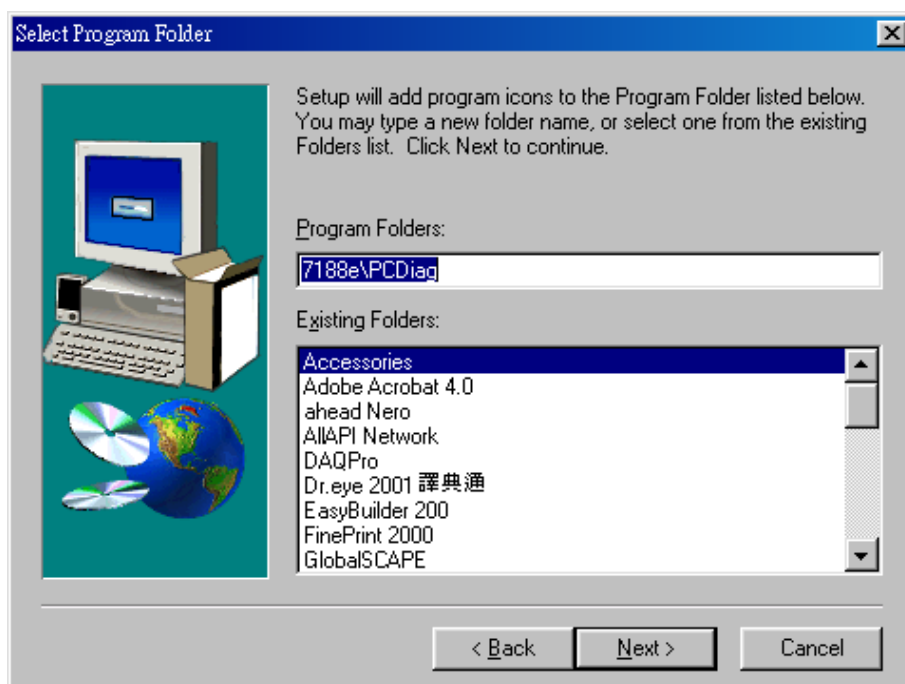 Select Program Folder
Setup will add program icons to the Program Folder listed below.
You may type a new folder name, or select one from the existing
Folders list.  Click Next to continue.
Program Folders:
7188e\PCDiag
Existing Folders:
Accessories
Adobe Acrobat 4.0
ahead Nero
AllAPI Network
DAQPro
Dr.eye 2001 譯典通
EasyBuilder 200
FinePrint 2000
GlobalSCAPE
< Back
Next >
Cancel